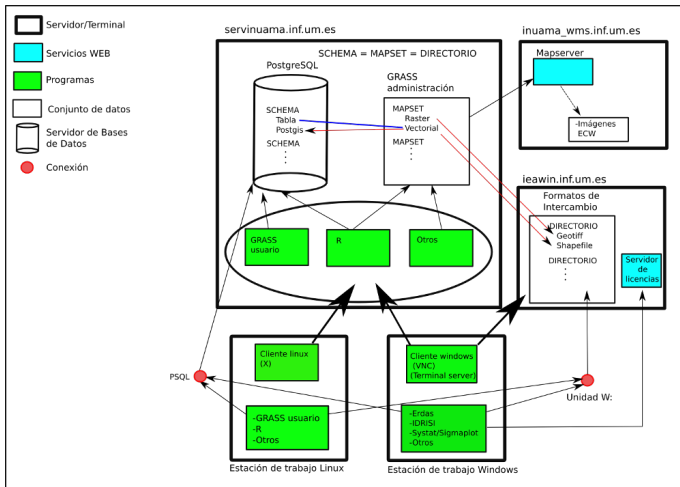 Servidor/Terminal
Servicios WEB
Programas
Conjunto de datos
Servidor de Bases
de Datos
Conexión
servinuama.inf.um.es
SCHEMA = MAPSET = DIRECTORIO
PostgreSQL
SCHEMA
Tabla
Postgis
SCHEMA
GRASS
administración
MAPSET
Raster
Vectorial
MAPSET
GRASS
usuario
R
Otros
inuama_wms.inf.um.es
Mapserver
-Imágenes
ECW
ieawin.inf.um.es
Formatos de
Intercambio
DIRECTORIO
Geotiff
Shapefile
DIRECTORIO
Servidor
de
licencias
Cliente linux
(X)
Cliente windows
(VNC)
(Terminal server)
PSQL
Unidad W:
-GRASS usuario
-R
-Otros
-Erdas
-IDRISI
-Systat/Sigmaplot
-Otros
Estación de trabajo Linux
Estación de trabajo Windows